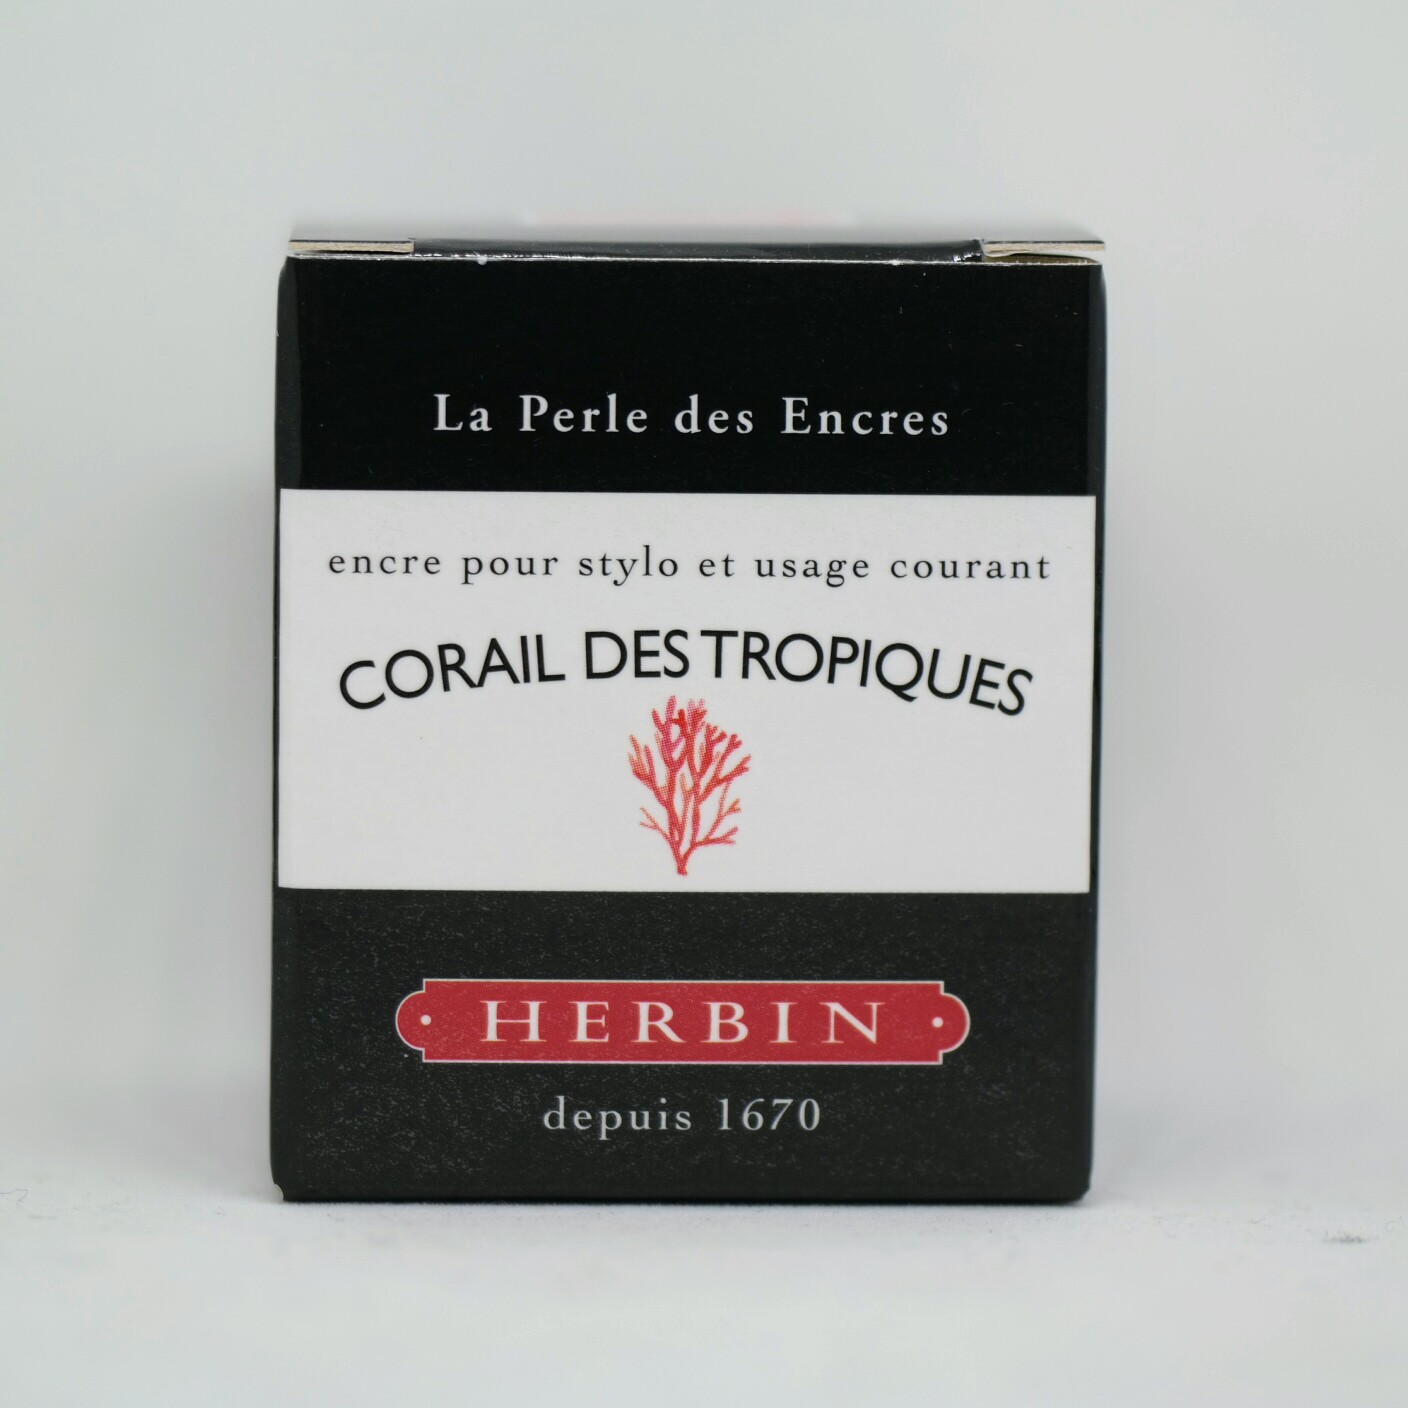 La Perle des Encres
encre pour stylo et usage courant
CORAIL DES TROPIQUES
HERBIN
depuis 1670